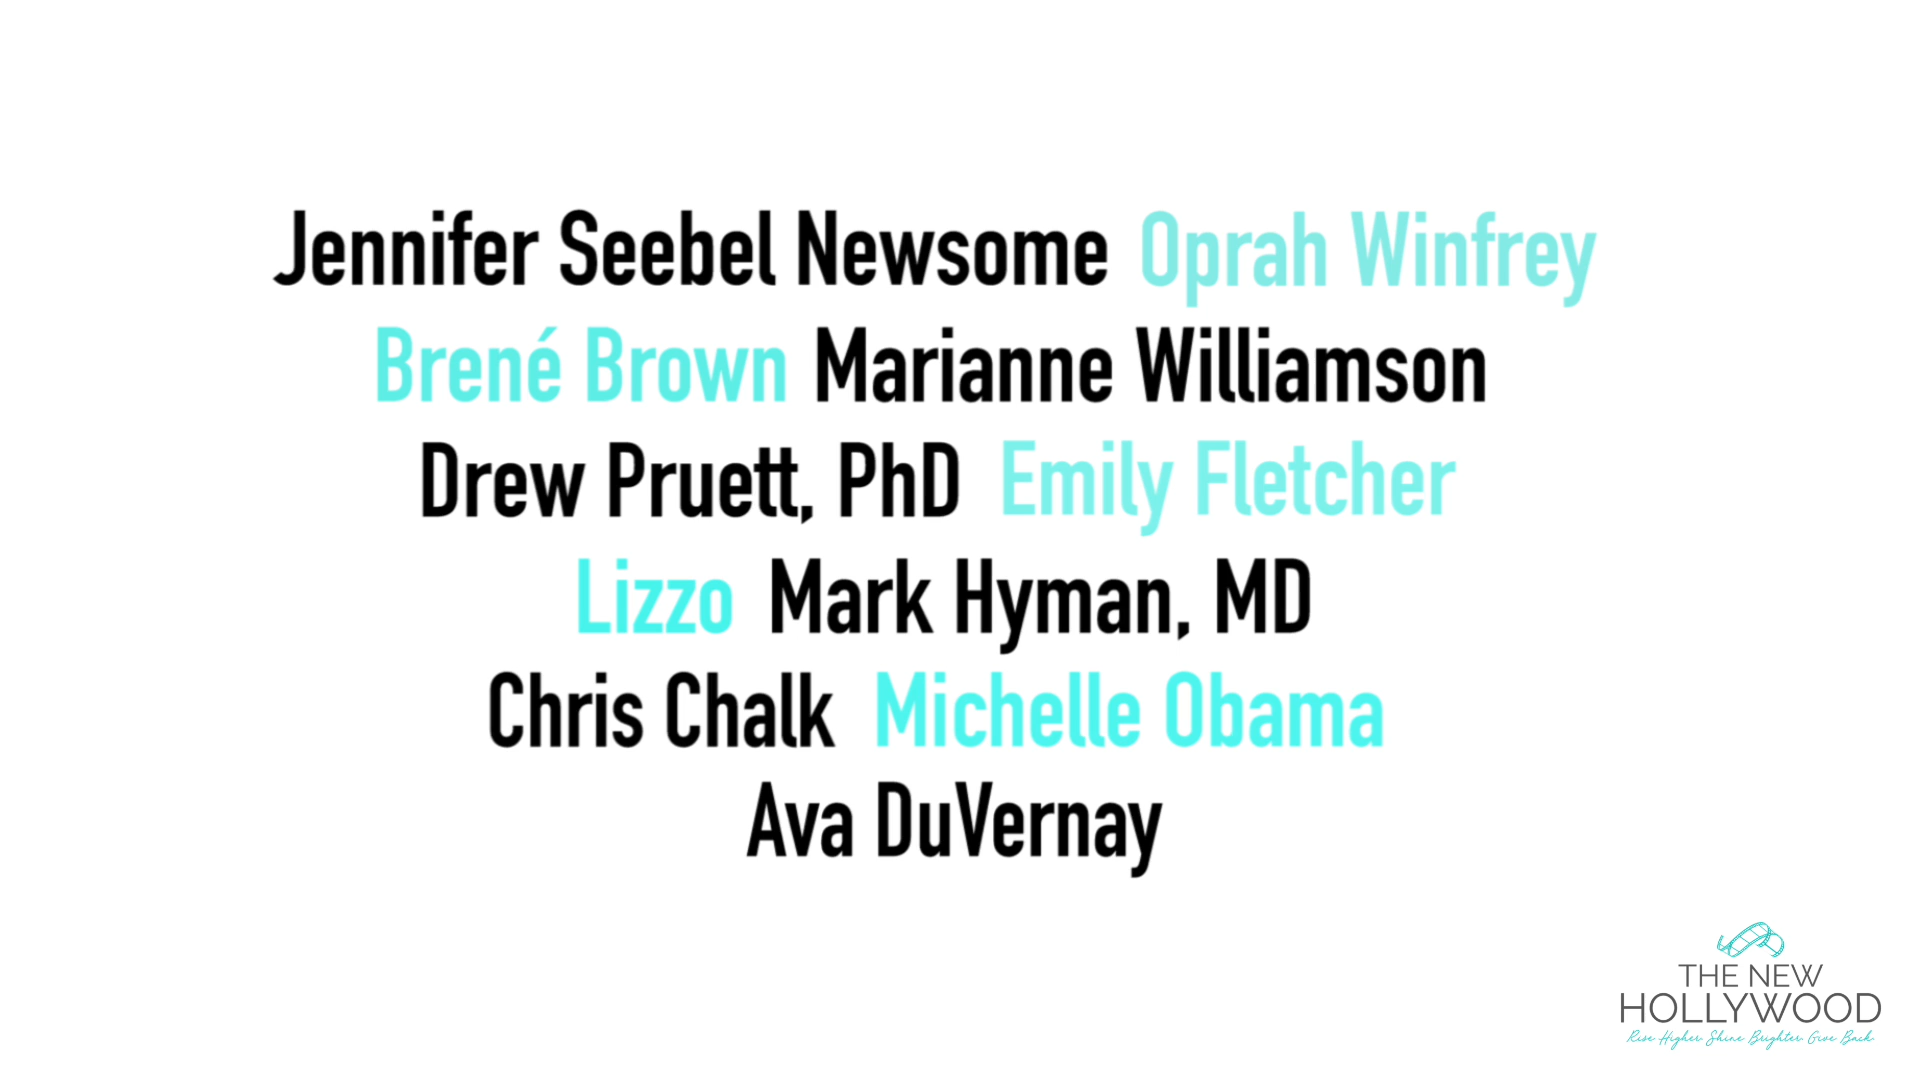 Jennifer Seebel Newsome Oprah Winfrey
Brené Brown Marianne Williamson
Drew Pruett, PhD Emily Fletcher
Lizzo Mark Hyman, MD
Chris Chalk Michelle Obama
Ava DuVernay
THE NEW
HOLLYWOOD
Rise Higher Shine Brighter Give Back